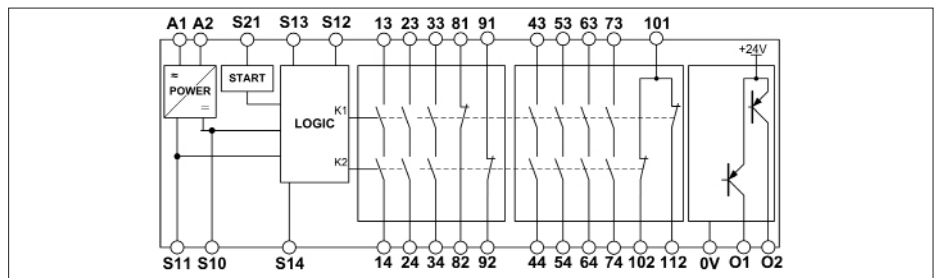 A1 A2 S21 S13 S12 13 23 33 81 91 43 53 63 73 101
+24V
≈
POWER
=
START
LOGIC
K1
K2
S11 S10 S14 14 24 34 82 92 44 54 64 74 102 112 0V O1 O2